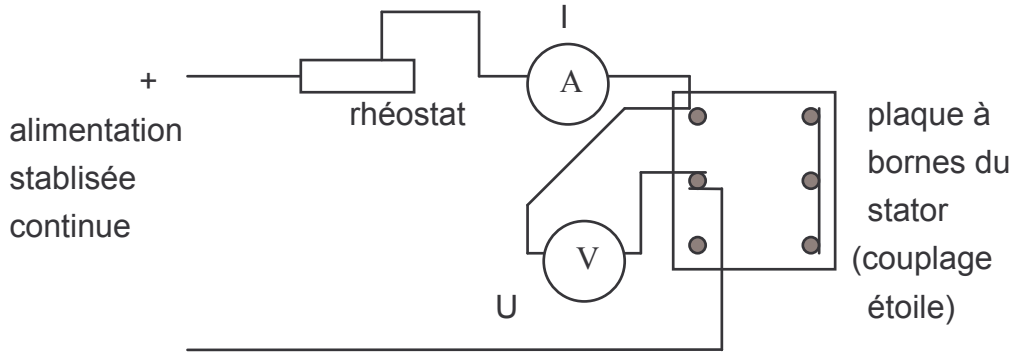 I
+
A
rhéostat
alimentation
stablisée
continue
plaque à
bornes du
stator
(couplage
étoile)
V
U